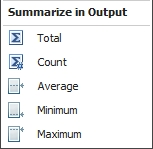 Summarize in Output
Total
Count
Average
Minimum
Maximum